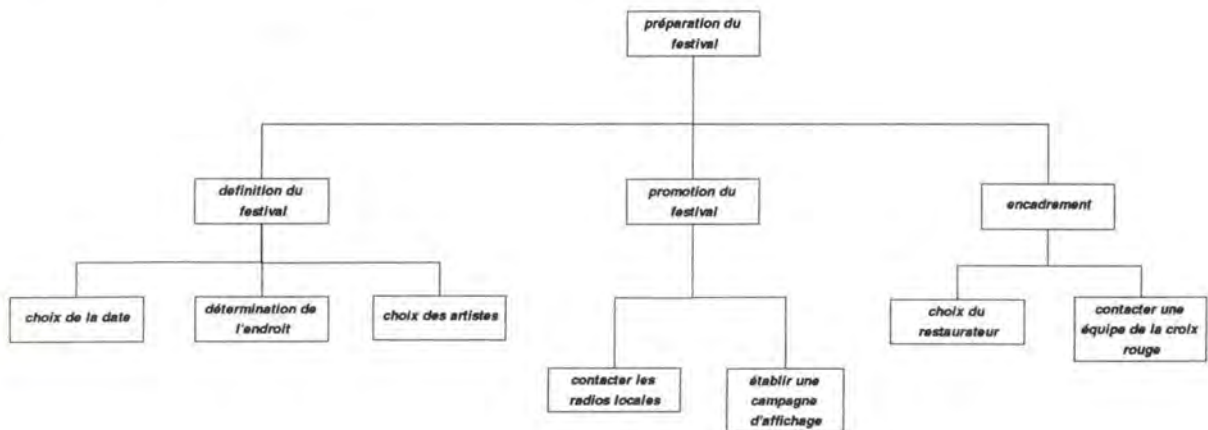 préparation du
festival
definition du
festival
promotion du
festival
encadrement
choix de la date
détermination de
l'endroit
choix des artistes
choix du
restaurateur
contacter une
équipe de la croix
rouge
contacter les
radios locales
établir une
campagne
d'affichage